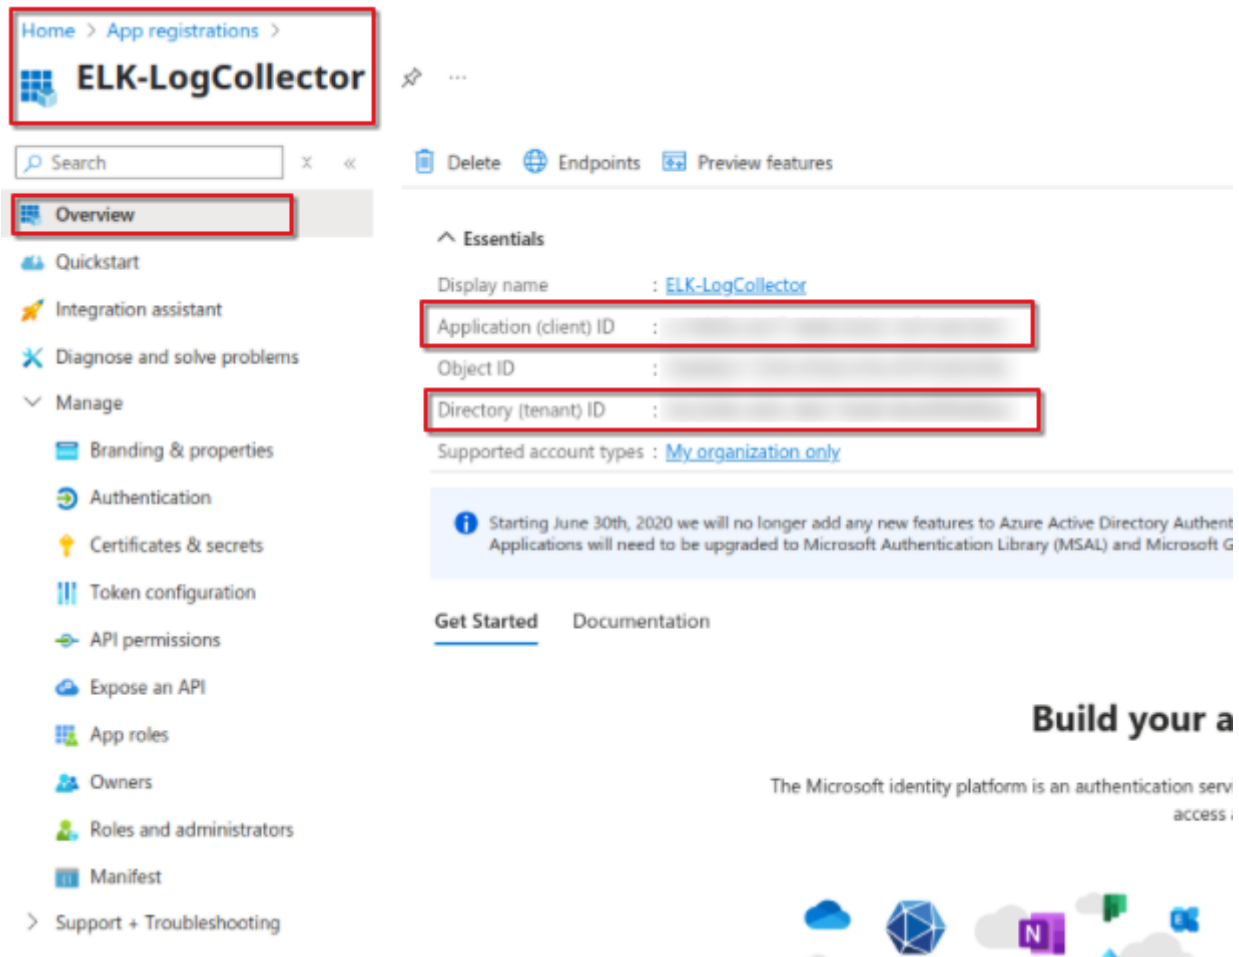 Home > App registrations >
ELK-LogCollector
Search
Delete
Endpoints
Preview features
Overview
Quickstart
Integration assistant
Diagnose and solve problems
Manage
Branding & properties
Authentication
Certificates & secrets
Token configuration
API permissions
Expose an API
App roles
Owners
Roles and administrators
Manifest
Support + Troubleshooting
Essentials
Display name : ELK-LogCollector
Application (client) ID :
Object ID :
Directory (tenant) ID :
Supported account types : My organization only
Starting June 30th, 2020 we will no longer add any new features to Azure Active Directory Authent
Applications will need to be upgraded to Microsoft Authentication Library (MSAL) and Microsoft G
Get Started
Documentation
Build your a
The Microsoft identity platform is an authentication servi
access a
N
E